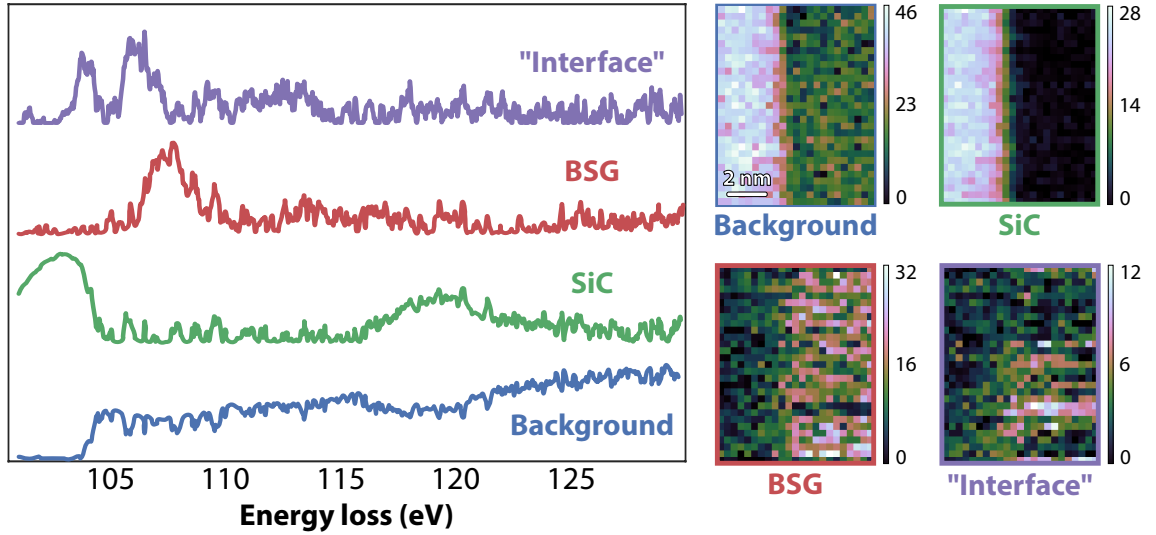 "Interface"
BSG
SiC
Background
105 110 115 120 125
Energy loss (eV)
46
23
0
2 nm
Background
28
14
0
SiC
32
16
0
BSG
12
6
0
"Interface"